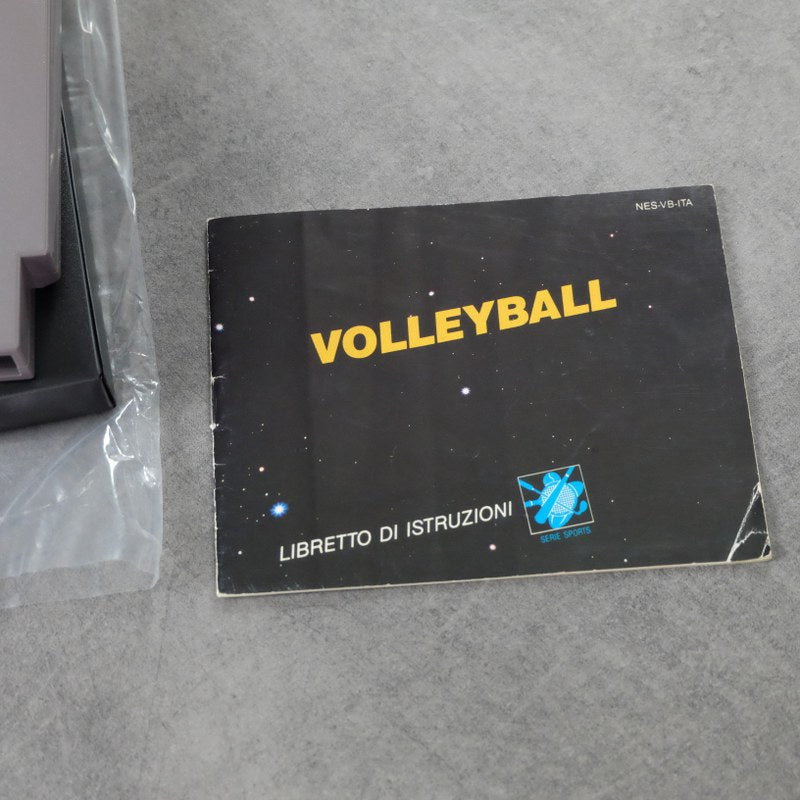 NES-VB-ITA
VOLLEYBALL
LIBRETTO DI ISTRUZIONI
SERIE SPORTS